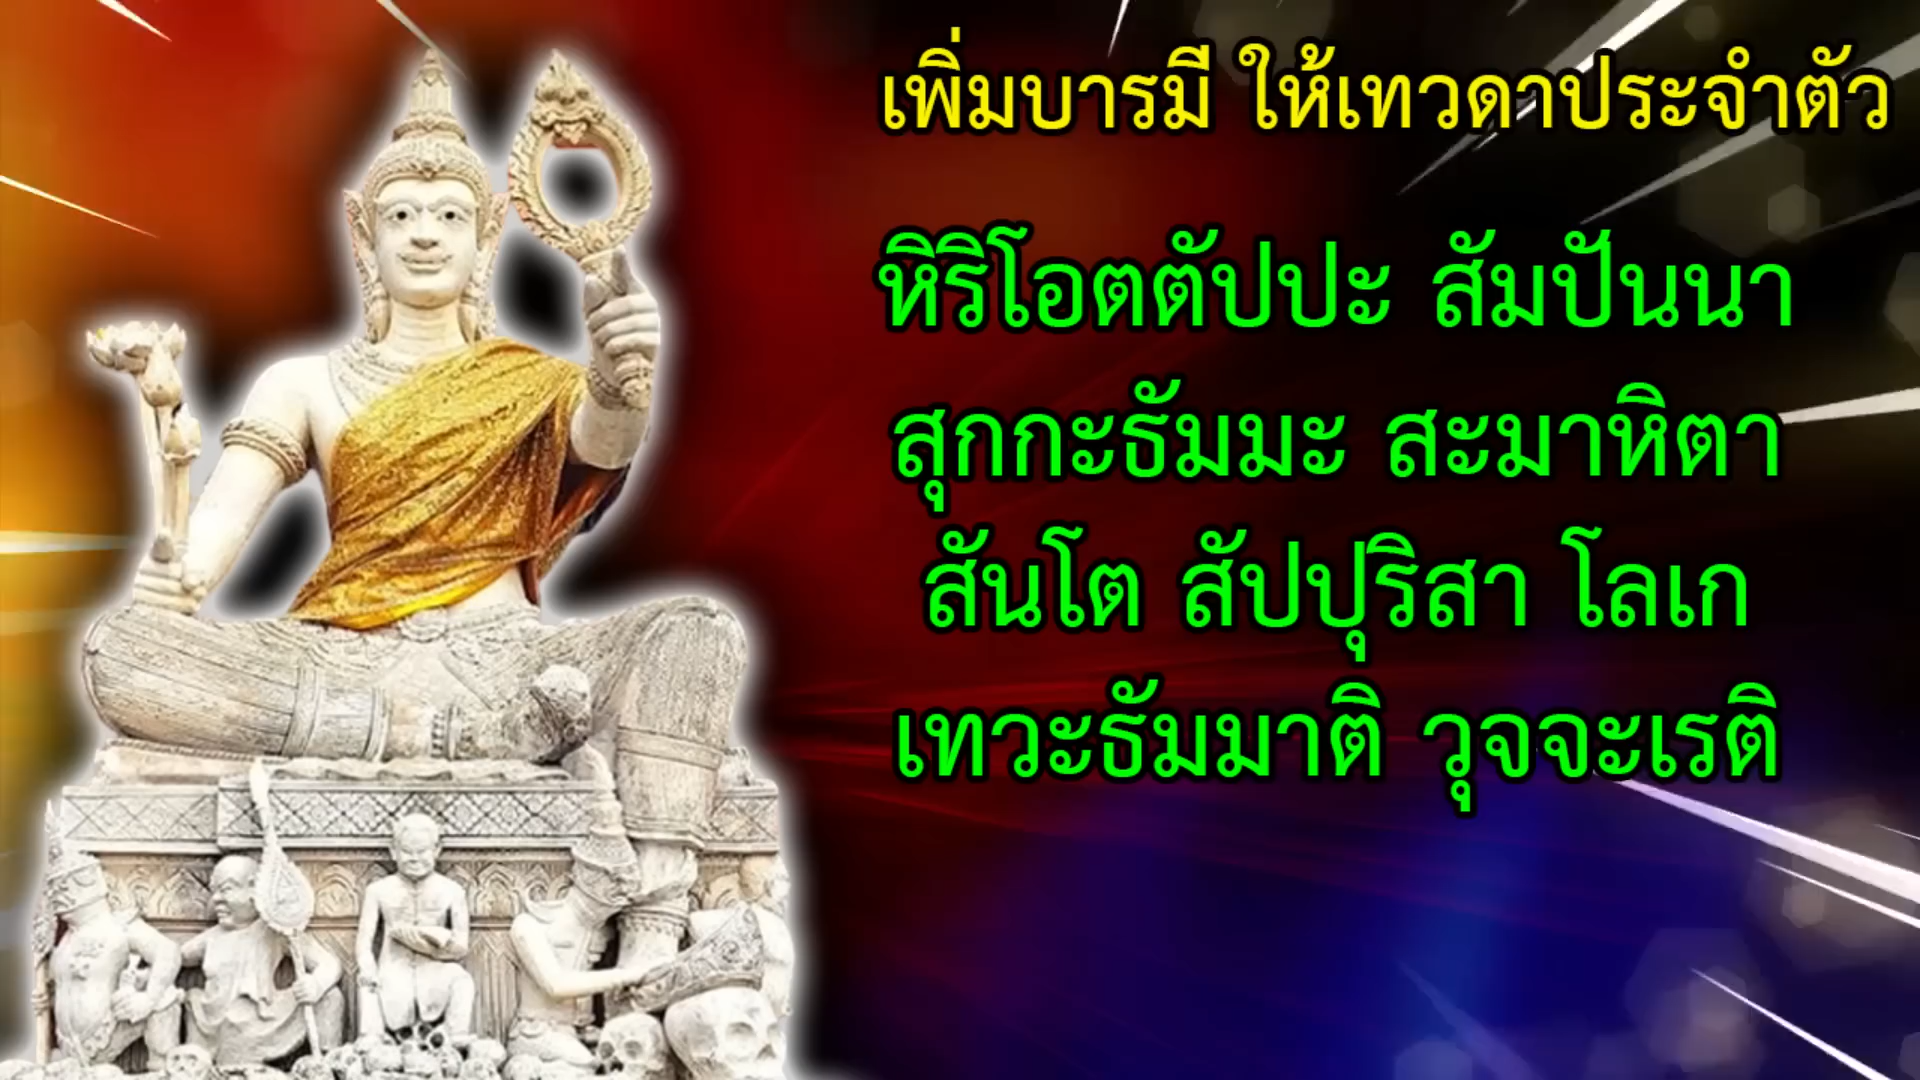 เพิ่มบารมี ให้เทวดาประจำตัว
หิริโอตตัปปะ สัมปันนา
สุกกะธัมมะ สะมาหิตา
สันโต สัปปุริสา โลเก
เทวะธัมมาติ วุจจะเรติ